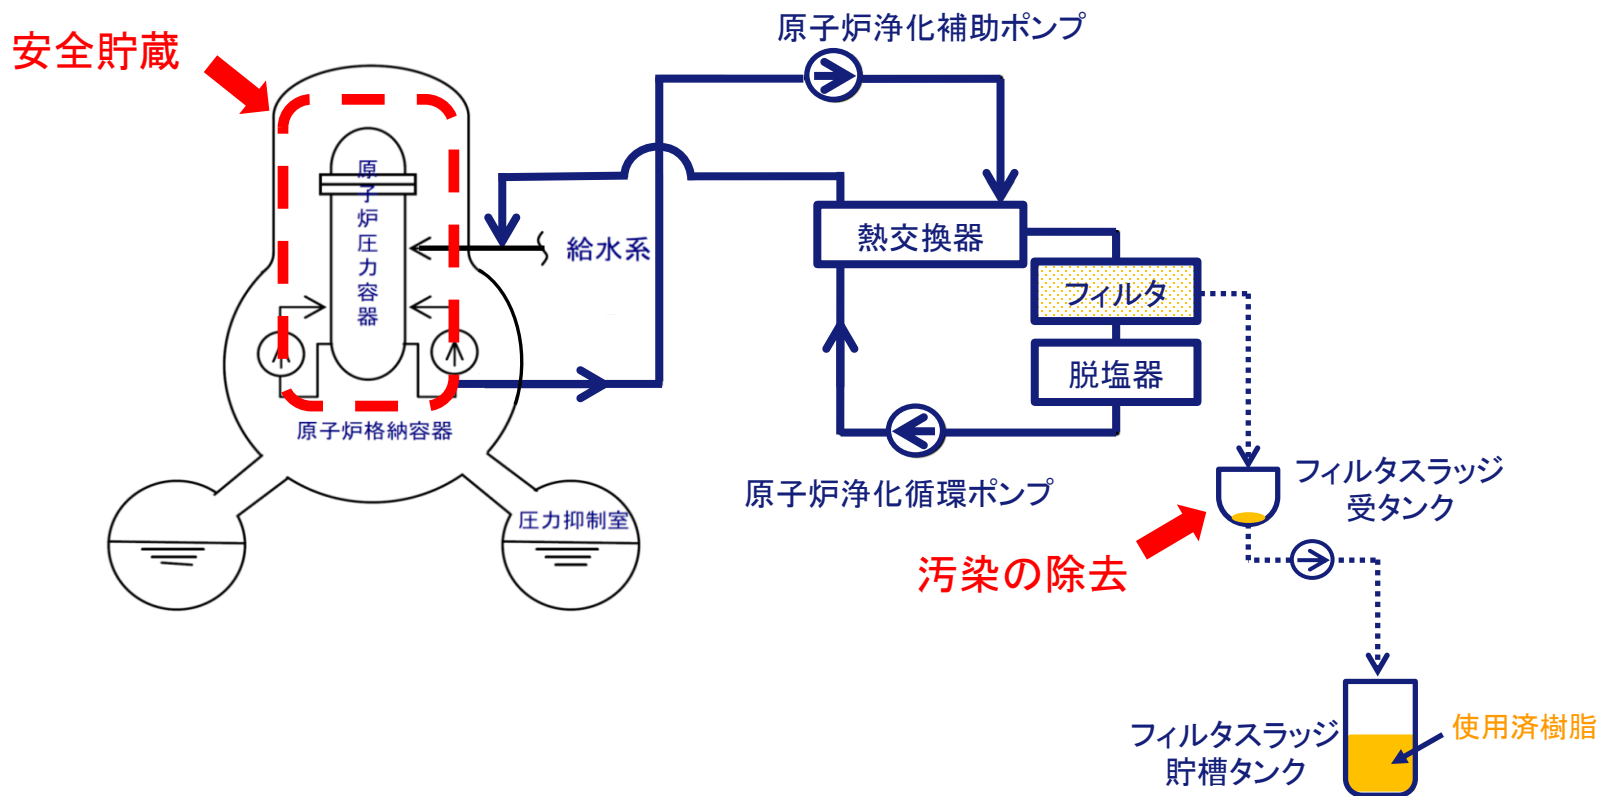 原子炉浄化補助ポンプ
安全貯蔵
原子炉圧力容器
熱交換器
給水系
フィルタ
脱塩器
原子炉格納容器
フィルタスラッジ
受タンク
原子炉浄化循環ポンプ
圧力抑制室
汚染の除去
フィルタスラッジ
貯槽タンク
使用済樹脂